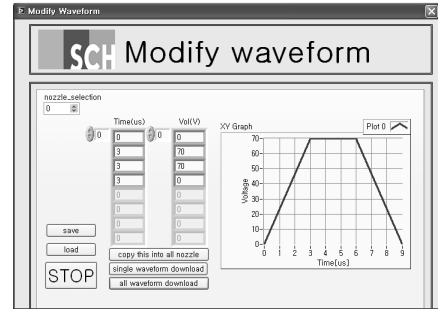 Modify Waveform
SCH Modify waveform
nozzle_selection
0
Time(us) Vol(V)
0 0 0 0
3 70
3 70
3 0
0 0
0 0
0 0
0 0
save
load
STOP
copy this into all nozzle
single waveform download
all waveform download
XY Graph Plot 0
Voltage
70
60
50
40
30
20
10
0
0 1 2 3 4 5 6 7 8 9
Time[us]